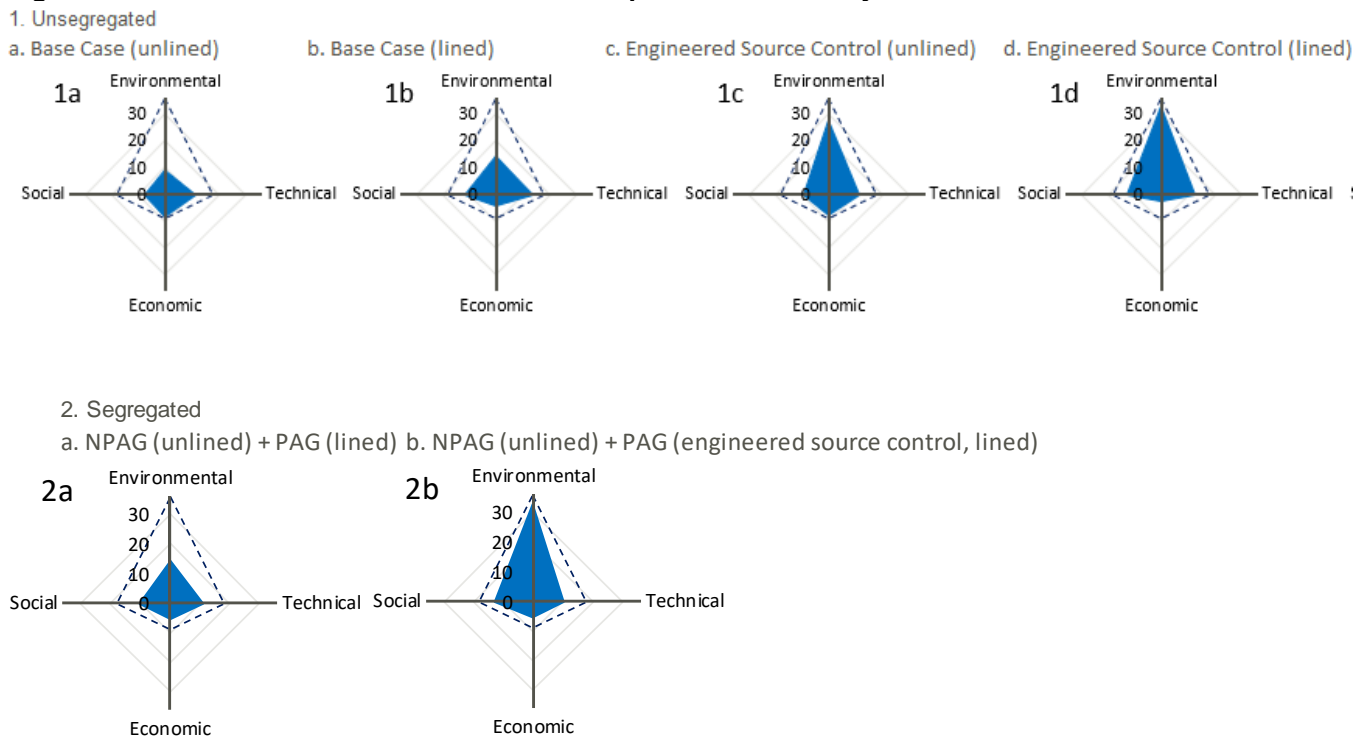 1. Unsegregated
a. Base Case (unlined) b. Base Case (lined) c. Engineered Source Control (unlined) d. Engineered Source Control (lined)
Environmental Environmental Environmental Environmental
1a 1b 1c 1d
30 30 30 30
20 20 20 20
10 10 10 10
Social 0 Technical Social 0 Technical Social 0 Technical Social 0 Technical
Economic Economic Economic Economic
2. Segregated
a. NPAG (unlined) + PAG (lined) b. NPAG (unlined) + PAG (engineered source control, lined)
Environmental Environmental
2a 2b
30 30
20 20
10 10
Social 0 Technical Social 0 Technical
Economic Economic